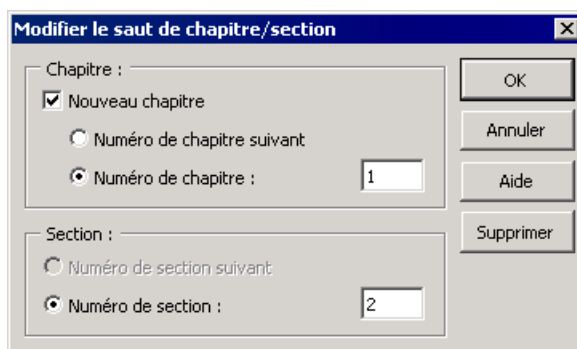 Modifier le saut de chapitre/section
Chapitre :
Nouveau chapitre
Numéro de chapitre suivant
Numéro de chapitre :
1
Section :
Numéro de section suivant
Numéro de section :
2
OK
Annuler
Aide
Supprimer